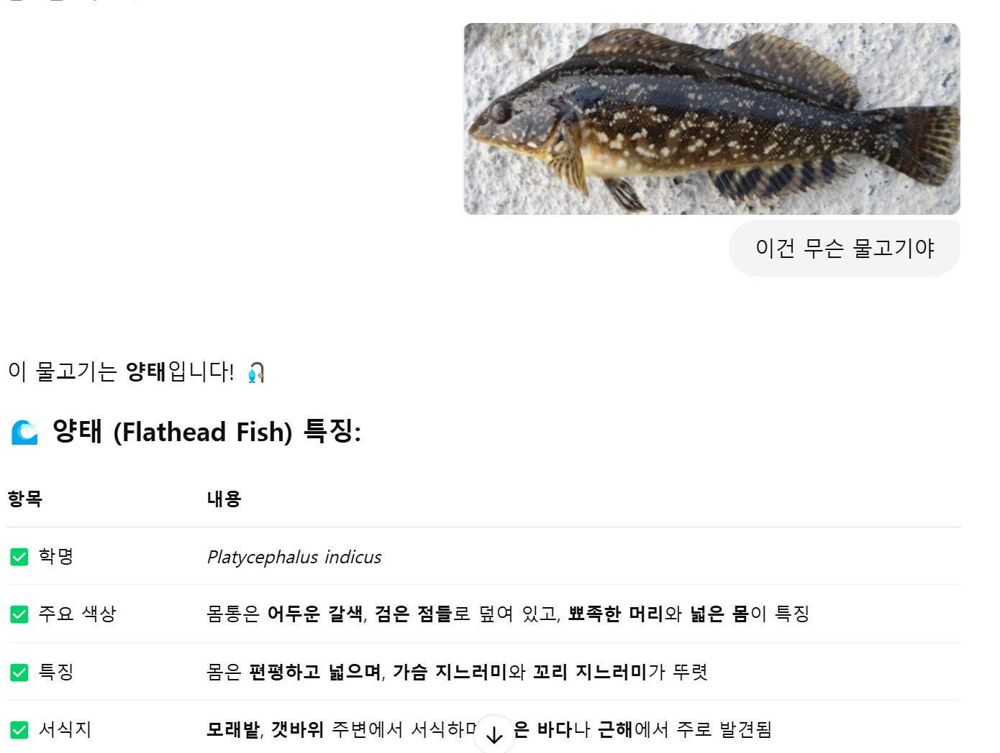 이건 무슨 물고기야
이 물고기는 양태입니다!
양태 (Flathead Fish) 특징:
항목 내용
학명 Platycephalus indicus
주요 색상 몸통은 어두운 갈색, 검은 점들로 덮여 있고, 뾰족한 머리와 넓은 몸이 특징
특징 몸은 편평하고 넓으며, 가슴 지느러미와 꼬리 지느러미가 뚜렷
서식지 모래밭, 갯바위 주변에서 서식하며 은 바다나 근해에서 주로 발견됨